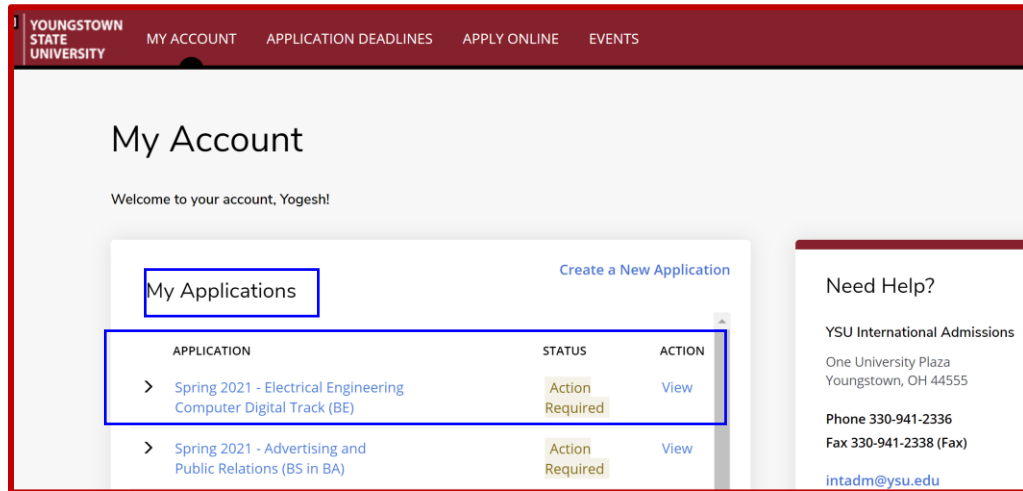 YOUNGSTOWN
STATE
UNIVERSITY
MY ACCOUNT APPLICATION DEADLINES APPLY ONLINE EVENTS
My Account
Welcome to your account, Yogesh!
Create a New Application
My Applications
APPLICATION STATUS ACTION
Spring 2021 - Electrical Engineering Action View
Computer Digital Track (BE) Required
Spring 2021 - Advertising and Action View
Public Relations (BS in BA) Required
Need Help?
YSU International Admissions
One University Plaza
Youngstown, OH 44555
Phone 330-941-2336
Fax 330-941-2338 (Fax)
intadm@ysu.edu